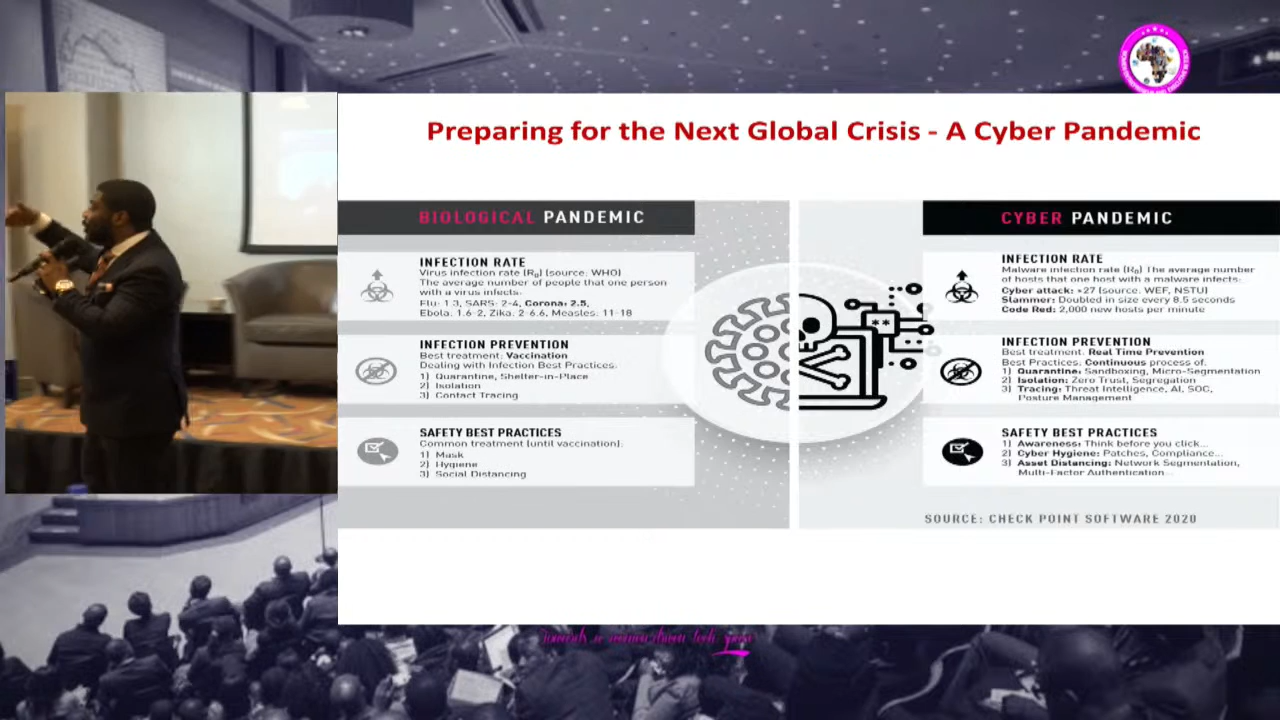 Preparing for the Next Global Crisis - A Cyber Pandemic
BIOLOGICAL PANDEMIC
INFECTION RATE
Virus infection rate (R0) (source: WHO)
The average number of people that one person
with a virus infects.
Flu: 1.3, SARS: 2-4, Corona: 2.5,
Ebola: 1.6-2, Zika: 2-6.6, Measles: 11-18
INFECTION PREVENTION
Best treatment: Vaccination
Dealing with Infection Best Practices:
1) Quarantine, Shelter-in-Place
2) Isolation
3) Contact Tracing
SAFETY BEST PRACTICES
Common treatment (until vaccination):
1) Mask
2) Hygiene
3) Social Distancing
**
CYBER PANDEMIC
INFECTION RATE
Malware infection rate (R0) The average number
of hosts that one host with a malware infects:
Cyber attack: >27 (source: WEF, NSTU)
Slammer: Doubled in size every 8.5 seconds
Code Red: 2,000 new hosts per minute
INFECTION PREVENTION
Best treatment: Real Time Prevention
Best Practices: Continuous process of:
1) Quarantine: Sandboxing, Micro-Segmentation
2) Isolation: Zero Trust, Segregation
3) Tracing: Threat Intelligence, AI, SOC,
Posture Management
SAFETY BEST PRACTICES
1) Awareness: Think before you click...
2) Cyber Hygiene: Patches, Compliance...
3) Asset Distancing: Network Segmentation,
Multi-Factor Authentication...
SOURCE: CHECK POINT SOFTWARE 2020